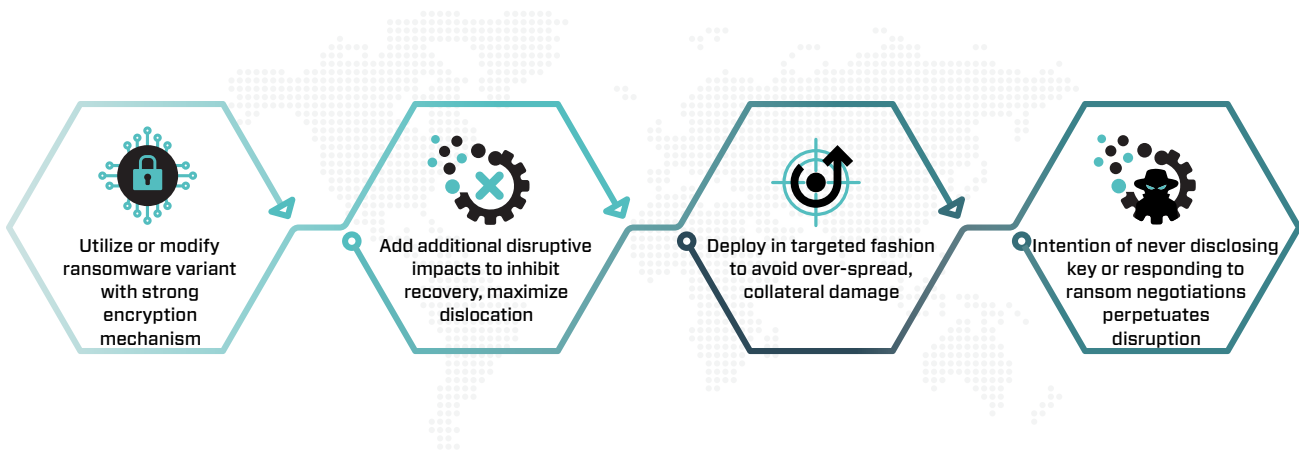 Utilize or modify
ransomware variant
with strong
encryption
mechanism
Add additional disruptive
impacts to inhibit
recovery, maximize
dislocation
Deploy in targeted fashion
to avoid over-spread,
collateral damage
Intention of never disclosing
key or responding to
ransom negotiations
perpetuates
disruption